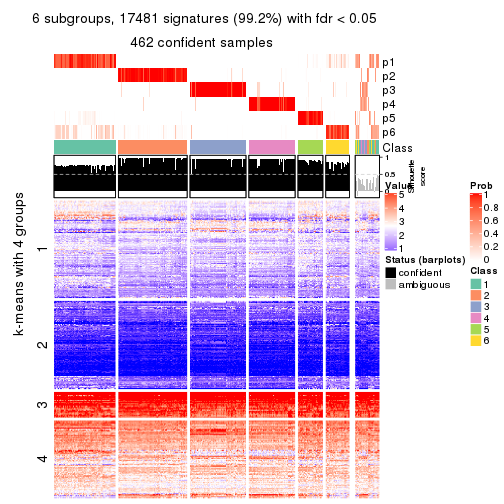 6 subgroups, 17481 signatures (99.2%) with fdr < 0.05
462 confident samples
p1
p2
p3
p4
p5
p6
Class
1
0.5
0
Silhouette
score
k-means with 4 groups
1
2
3
4
Value
5
4
3
2
1
Status (barplots)
confident
ambiguous
Prob
1
0.8
0.6
0.4
0.2
0
Class
1
2
3
4
5
6